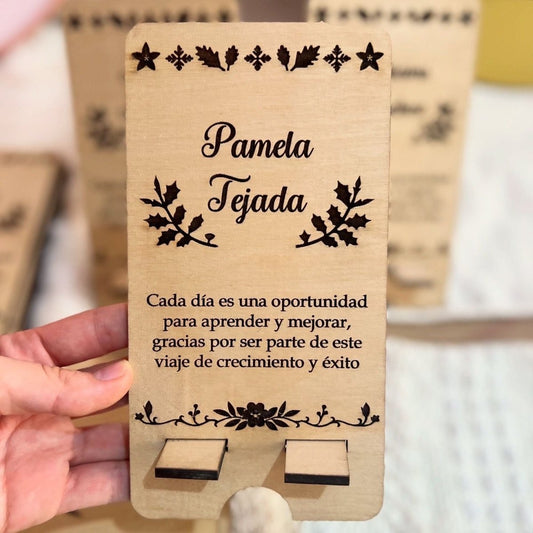 Pamela
Tejada
Cada día es una oportunidad
para aprender y mejorar,
gracias por ser parte de este
viaje de crecimiento y éxito